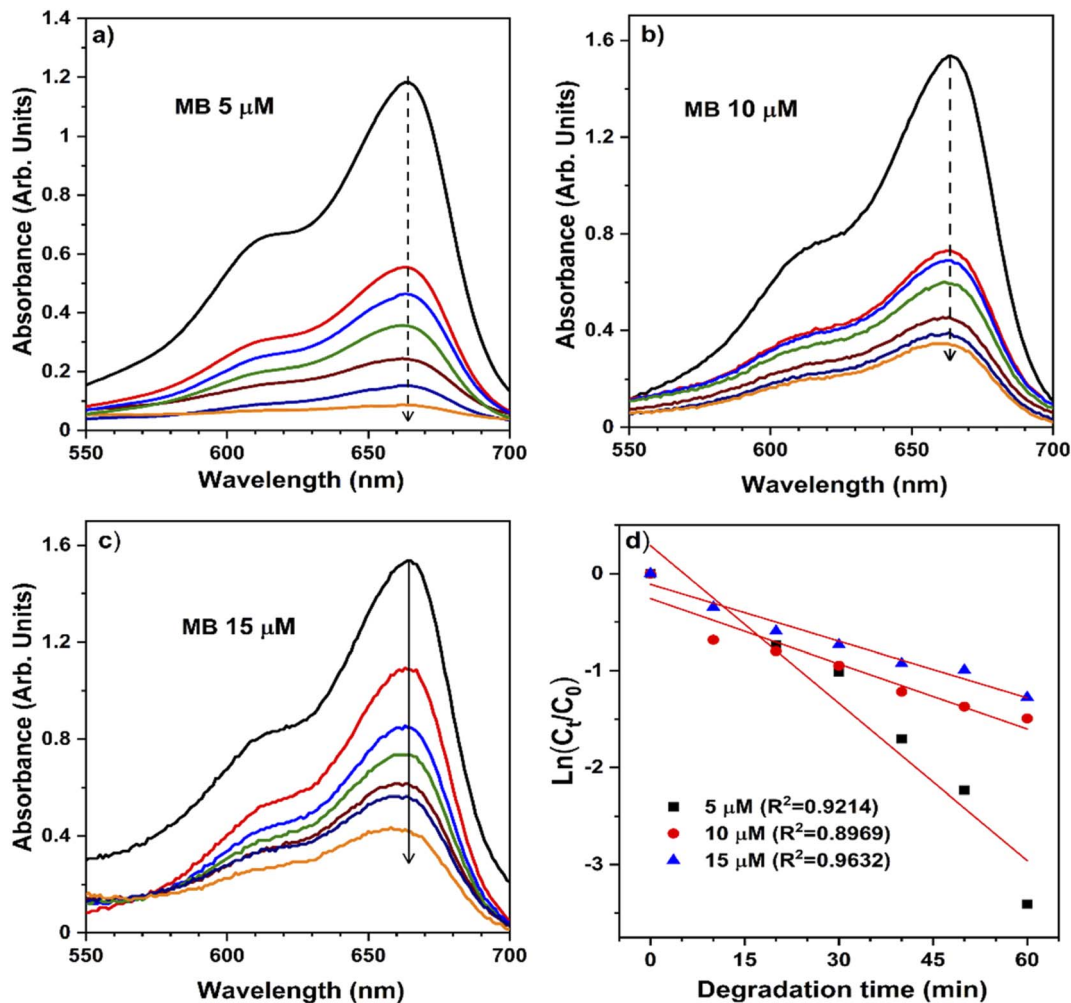 a)
MB 5 μM
Absorbance (Arb. Units)
1.4
1.2
1
0.8
0.6
0.4
0.2
0
550
600
650
700
Wavelength (nm)
b)
MB 10 μM
Absorbance (Arb. Units)
1.6
1.2
0.8
0.4
0
550
600
650
700
Wavelength (nm)
c)
MB 15 μM
Absorbance (Arb. Units)
1.6
1.2
0.8
0.4
0
550
600
650
700
Wavelength (nm)
d)
Ln(Cₜ/C₀)
0
-1
-2
-3
5 μM (R²=0.9214)
10 μM (R²=0.8969)
15 μM (R²=0.9632)
0
15
30
45
60
Degradation time (min)